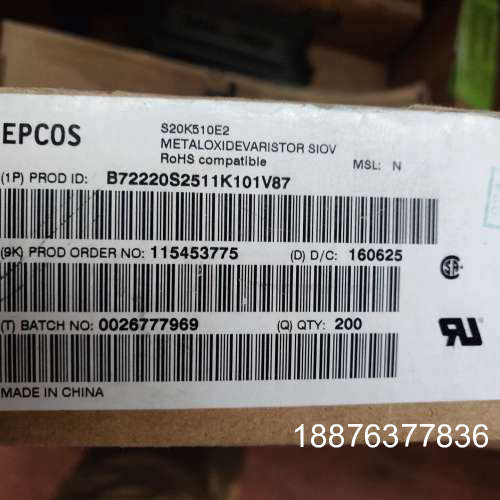 EPCOS
S20K510E2
METALOXIDEVARISTOR SIOV
RoHS compatible
MSL: N
(1P) PROD ID: B72220S2511K101V87
(9K) PROD ORDER NO: 115453775 (D) D/C: 160625
(T) BATCH NO: 0026777969 (Q) QTY: 200
MADE IN CHINA
18876377836